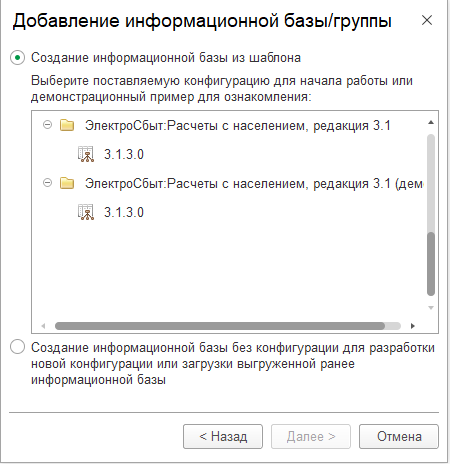 Добавление информационной базы/группы
Создание информационной базы из шаблона
Выберите поставляемую конфигурацию для начала работы или
демонстрационный пример для ознакомления:
ЭлектроСбыт:Расчеты с населением, редакция 3.1
3.1.3.0
ЭлектроСбыт:Расчеты с населением, редакция 3.1 (дем
3.1.3.0
Создание информационной базы без конфигурации для разработки
новой конфигурации или загрузки выгруженной ранее
информационной базы
< Назад
Далее >
Отмена